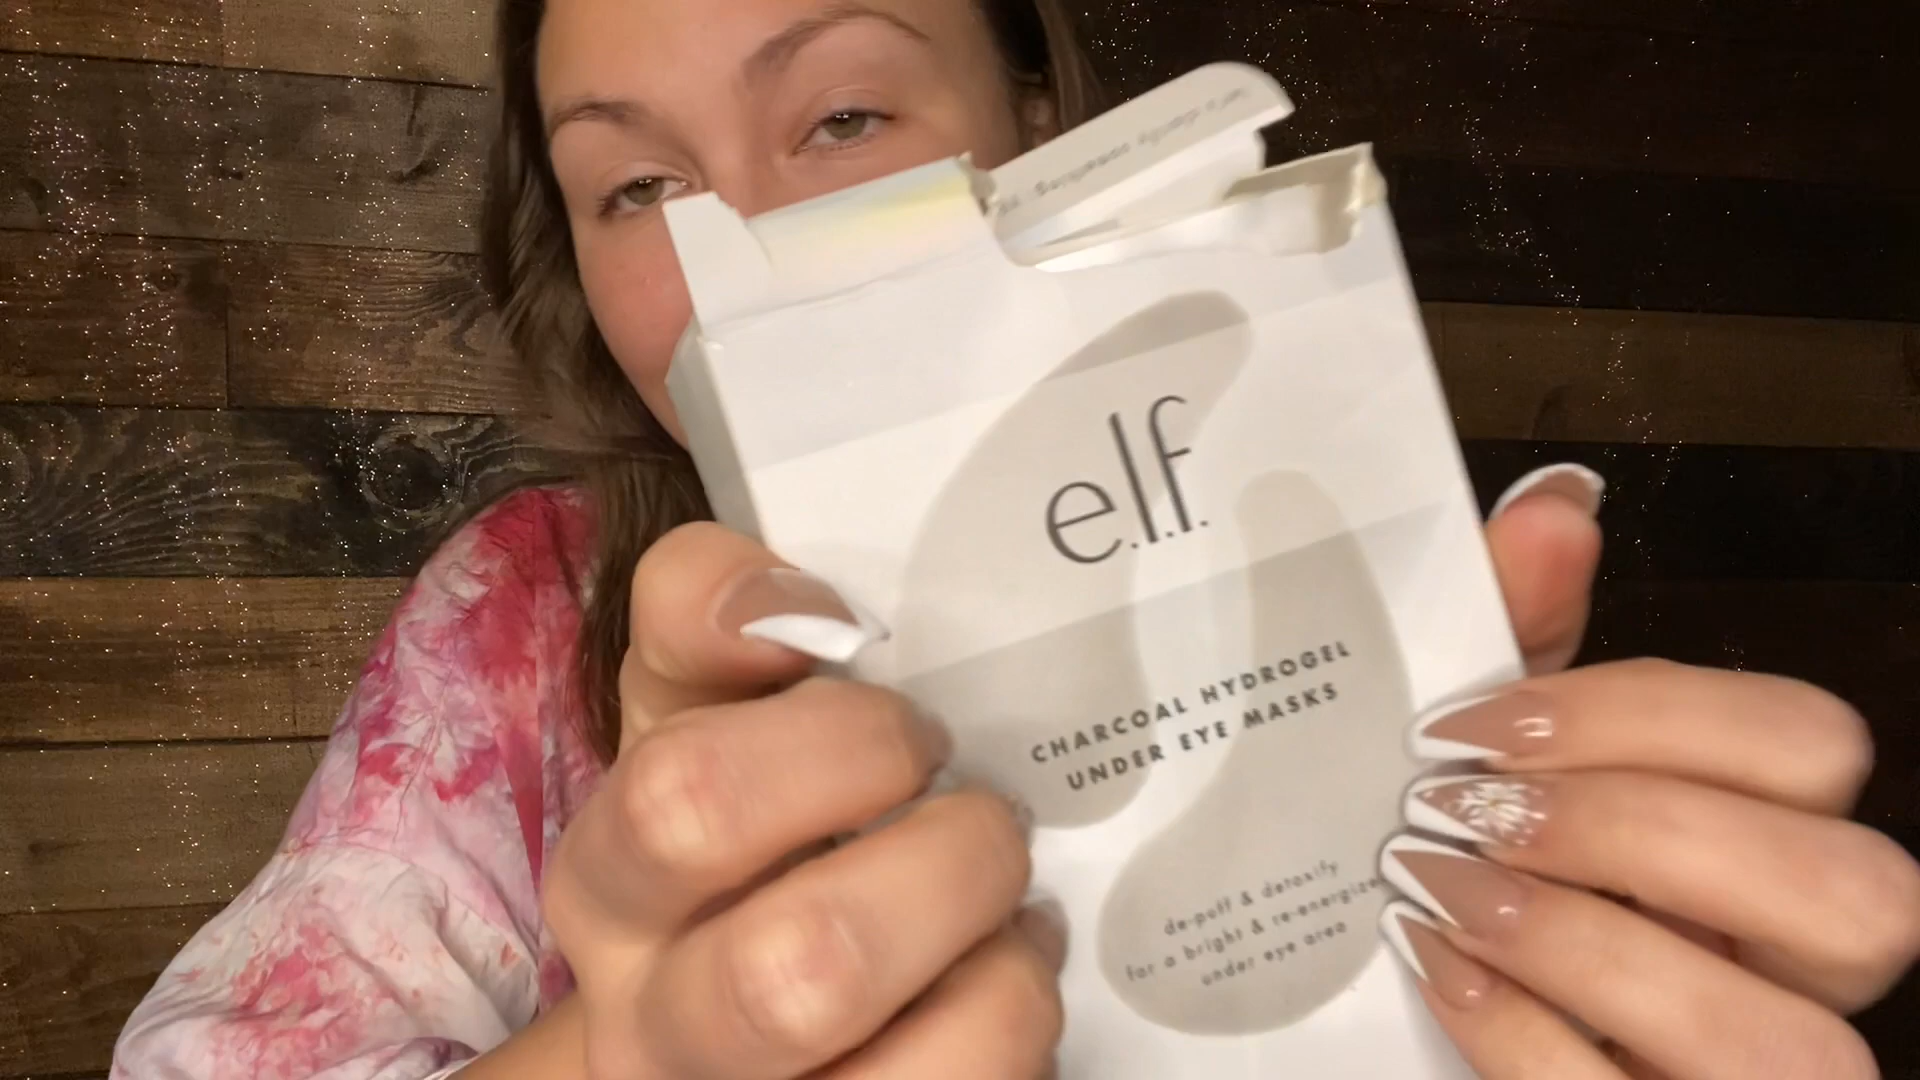 e.l.f.
CHARCOAL HYDROGEL
UNDER EYE MASKS
de-puff & detoxify
for a bright & re-energized
under eye area